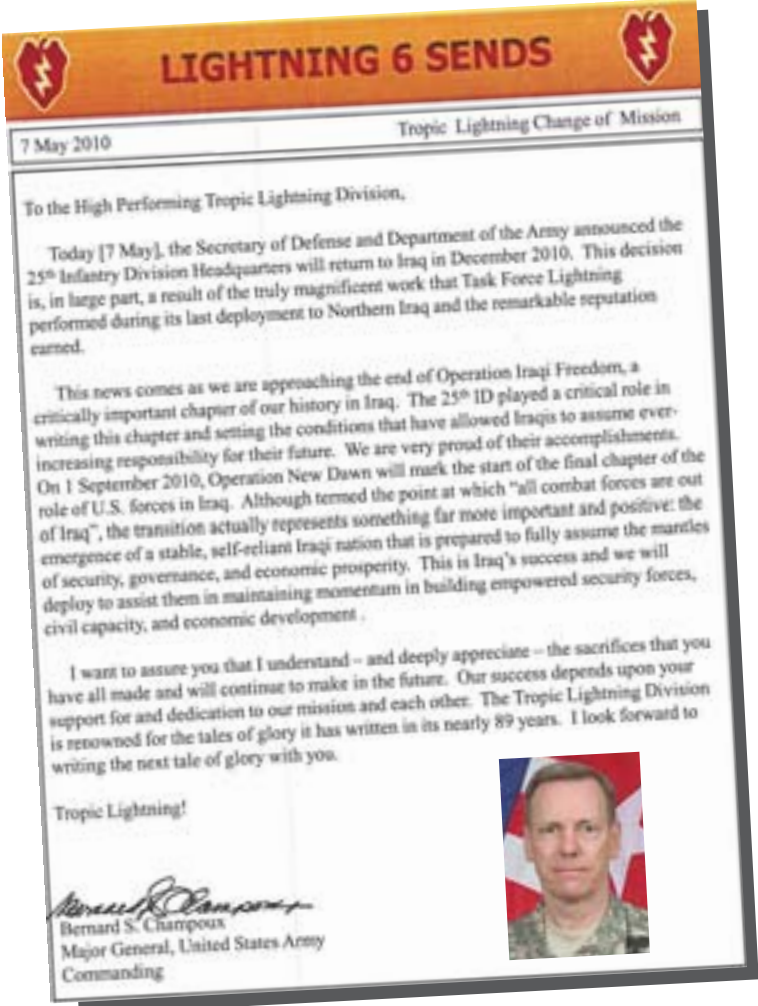 LIGHTNING 6 SENDS
7 May 2010
Tropic Lightning Change of Mission
To the High Performing Tropic Lightning Division,
Today [7 May], the Secretary of Defense and Department of the Army announced the
25th Infantry Division Headquarters will return to Iraq in December 2010. This decision
is, in large part, a result of the truly magnificent work that Task Force Lightning
performed during its last deployment to Northern Iraq and the remarkable reputation
earned.
This news comes as we are approaching the end of Operation Iraqi Freedom, a
critically important chapter of our history in Iraq. The 25th ID played a critical role in
writing this chapter and setting the conditions that have allowed Iraqis to assume ever-
increasing responsibility for their future. We are very proud of their accomplishments.
On 1 September 2010, Operation New Dawn will mark the start of the final chapter of the
role of U.S. forces in Iraq. Although termed the point at which "all combat forces are out
of Iraq", the transition actually represents something far more important and positive: the
emergence of a stable, self-reliant Iraqi nation that is prepared to fully assume the mantles
of security, governance, and economic prosperity. This is Iraq's success and we will
deploy to assist them in maintaining momentum in building empowered security forces,
civil capacity, and economic development .
I want to assure you that I understand – and deeply appreciate – the sacrifices that you
have all made and will continue to make in the future. Our success depends upon your
support for and dedication to our mission and each other. The Tropic Lightning Division
is renowned for the tales of glory it has written in its nearly 89 years. I look forward to
writing the next tale of glory with you.
Tropic Lightning!
Bernard S. Champoux
Bernard S. Champoux
Major General, United States Army
Commanding